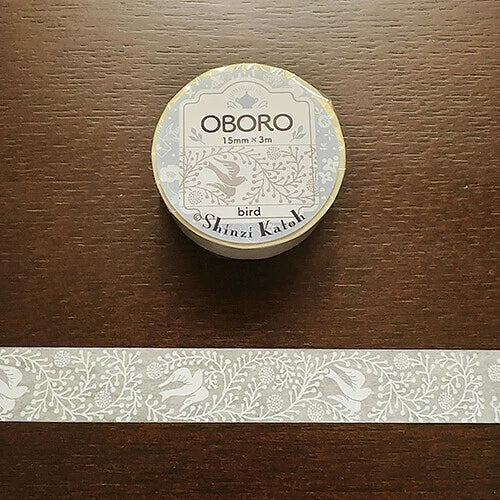 OBORO
15mm × 3m
bird
©Shinzi Katoh